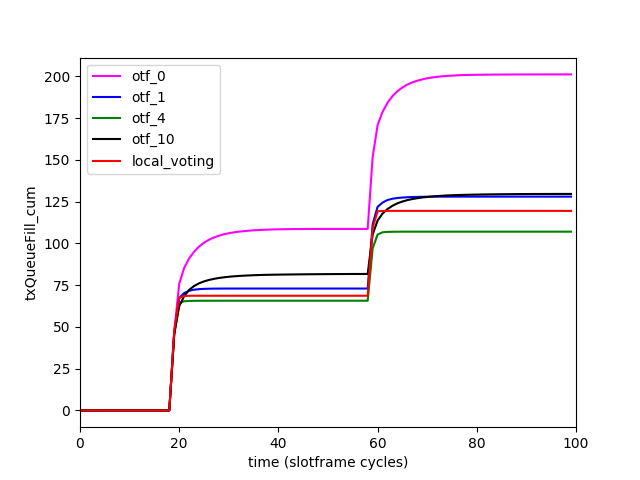 200
175
150
125
100
75
50
25
0
txQueueFill_cum
otf_0
otf_1
otf_4
otf_10
local_voting
0 20 40 60 80 100
time (slotframe cycles)